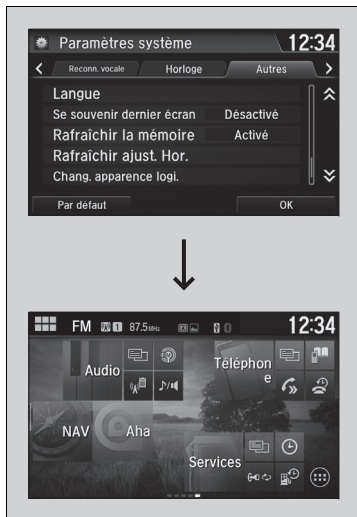 Paramètres système 12:34
Reconn. vocale Horloge Autres
Langue
Se souvenir dernier écran Désactivé
Rafraîchir la mémoire Activé
Rafraîchir ajust. Hor.
Chang. apparence logi.
Par défaut OK
FM 1 87.5MHz 12:34
Audio
Téléphon
e
NAV
Aha
Services